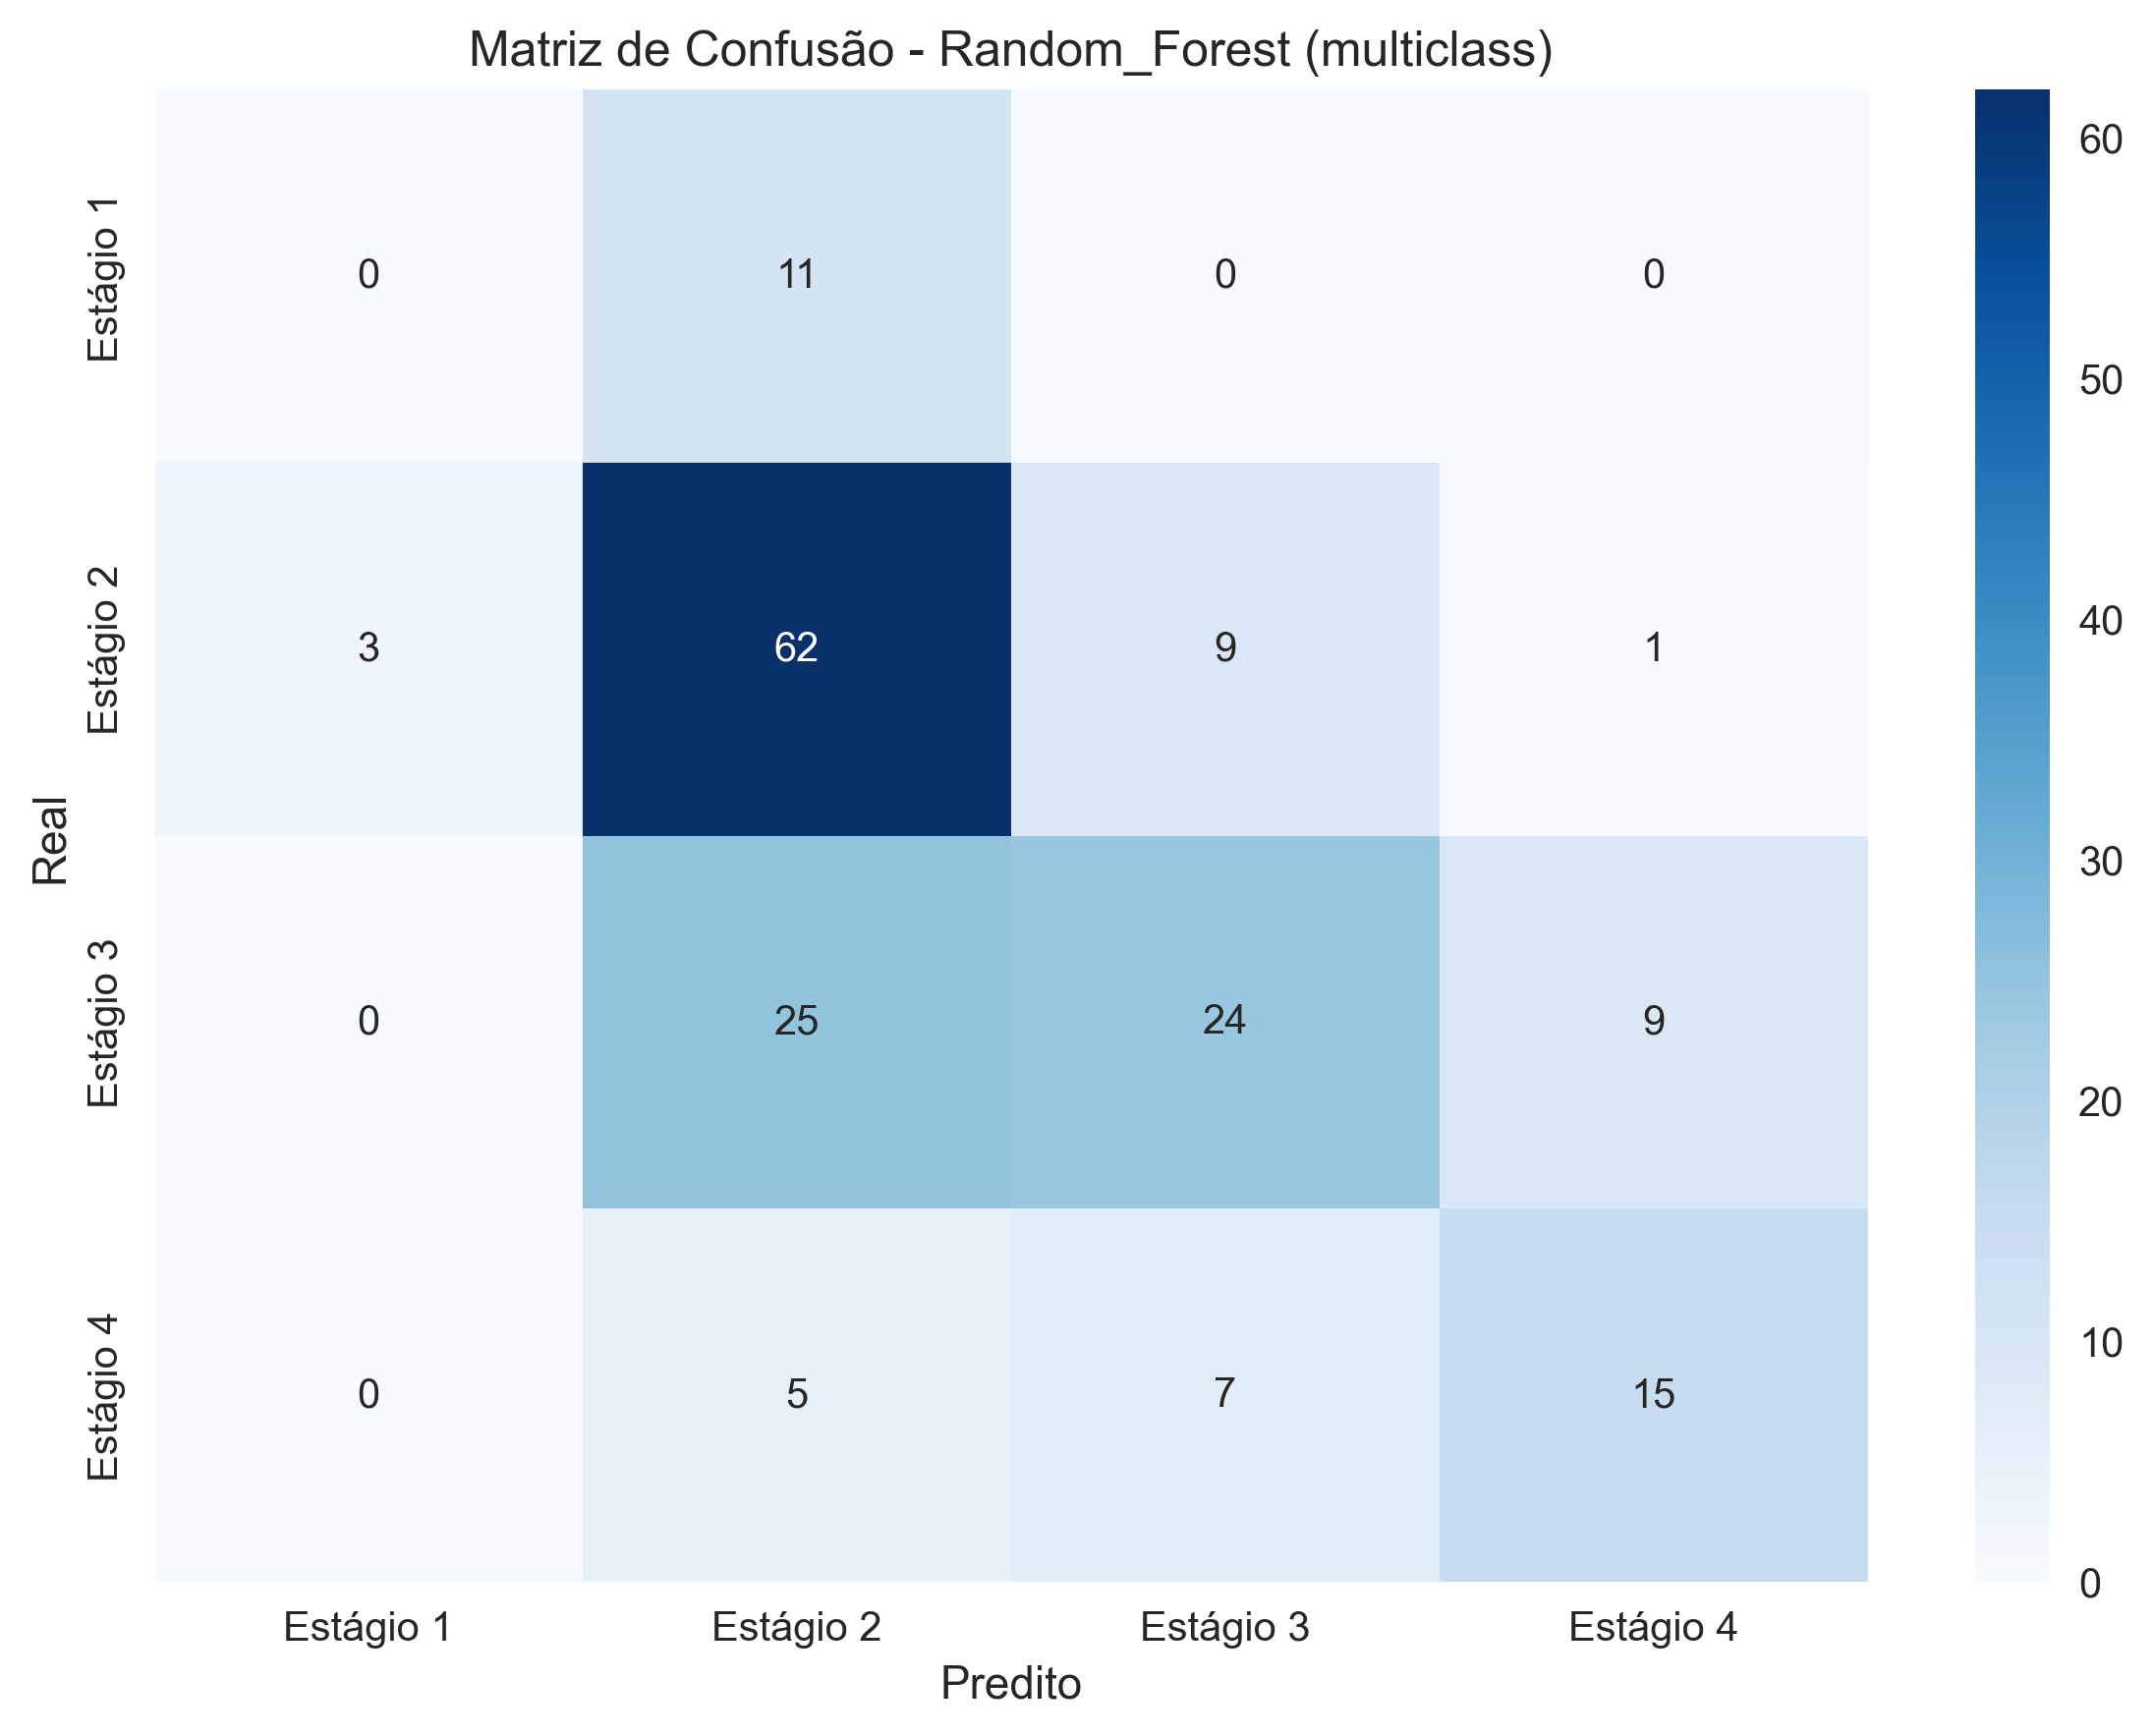 Matriz de Confusão - Random_Forest (multiclass)
Real
Estágio 1
0 11 0 0
Estágio 2
3 62 9 1
Estágio 3
0 25 24 9
Estágio 4
0 5 7 15
Estágio 1 Estágio 2 Estágio 3 Estágio 4
Predito
60
50
40
30
20
10
0